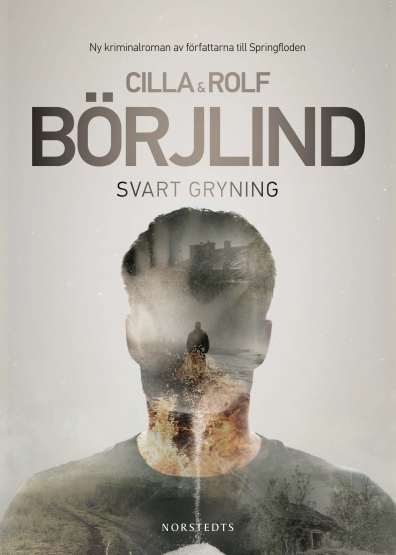 Ny kriminalroman av författarna till Springfloden
CILLA & ROLF
BÖRJLIND
SVART GRYNING
NORSTEDTS